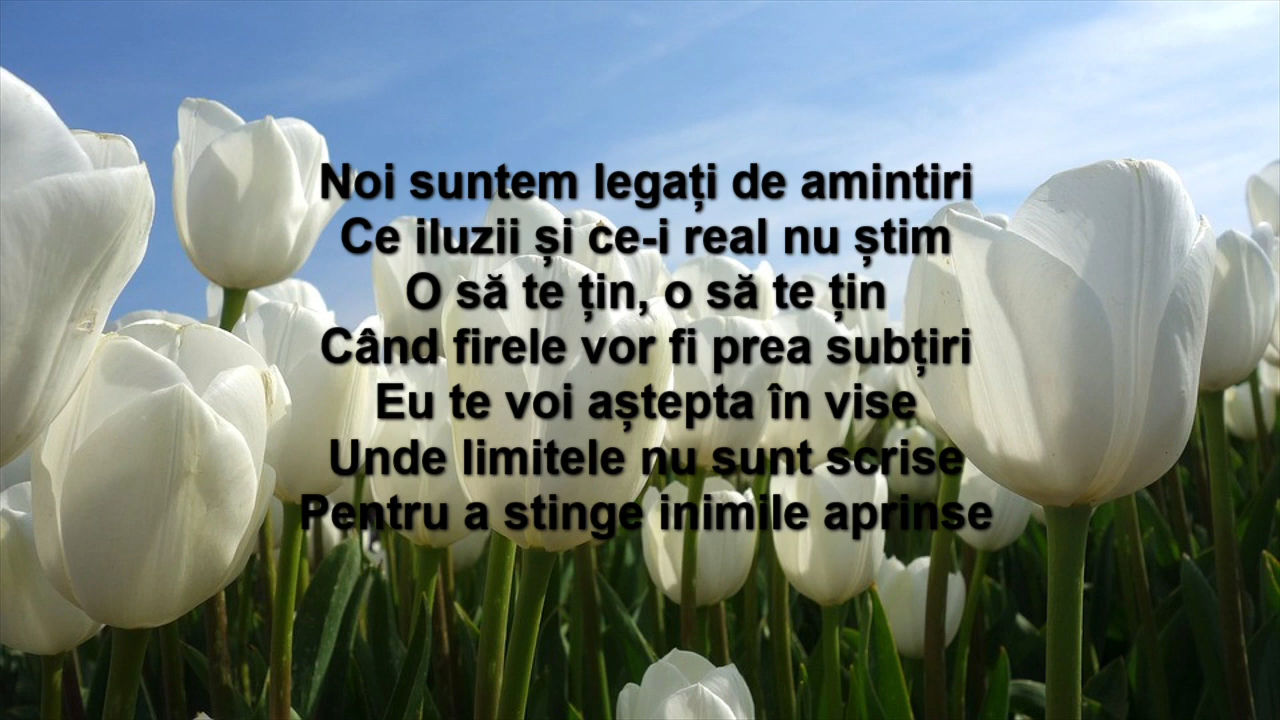 Noi suntem legați de amintiri
Ce iluzii și ce-i real nu știm
O să te țin, o să te țin
Când firele vor fi prea subțiri
Eu te voi aștepta în vise
Unde limitele nu sunt scrise
Pentru a stinge inimile aprinse